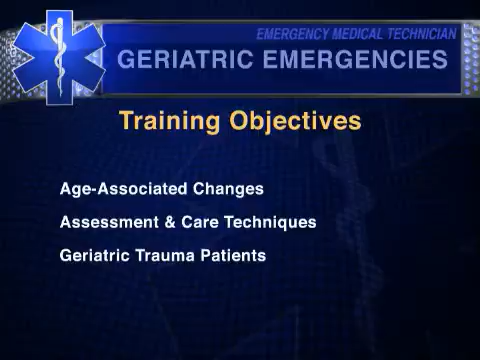 EMERGENCY MEDICAL TECHNICIAN
GERIATRIC EMERGENCIES
Training Objectives
Age-Associated Changes
Assessment & Care Techniques
Geriatric Trauma Patients